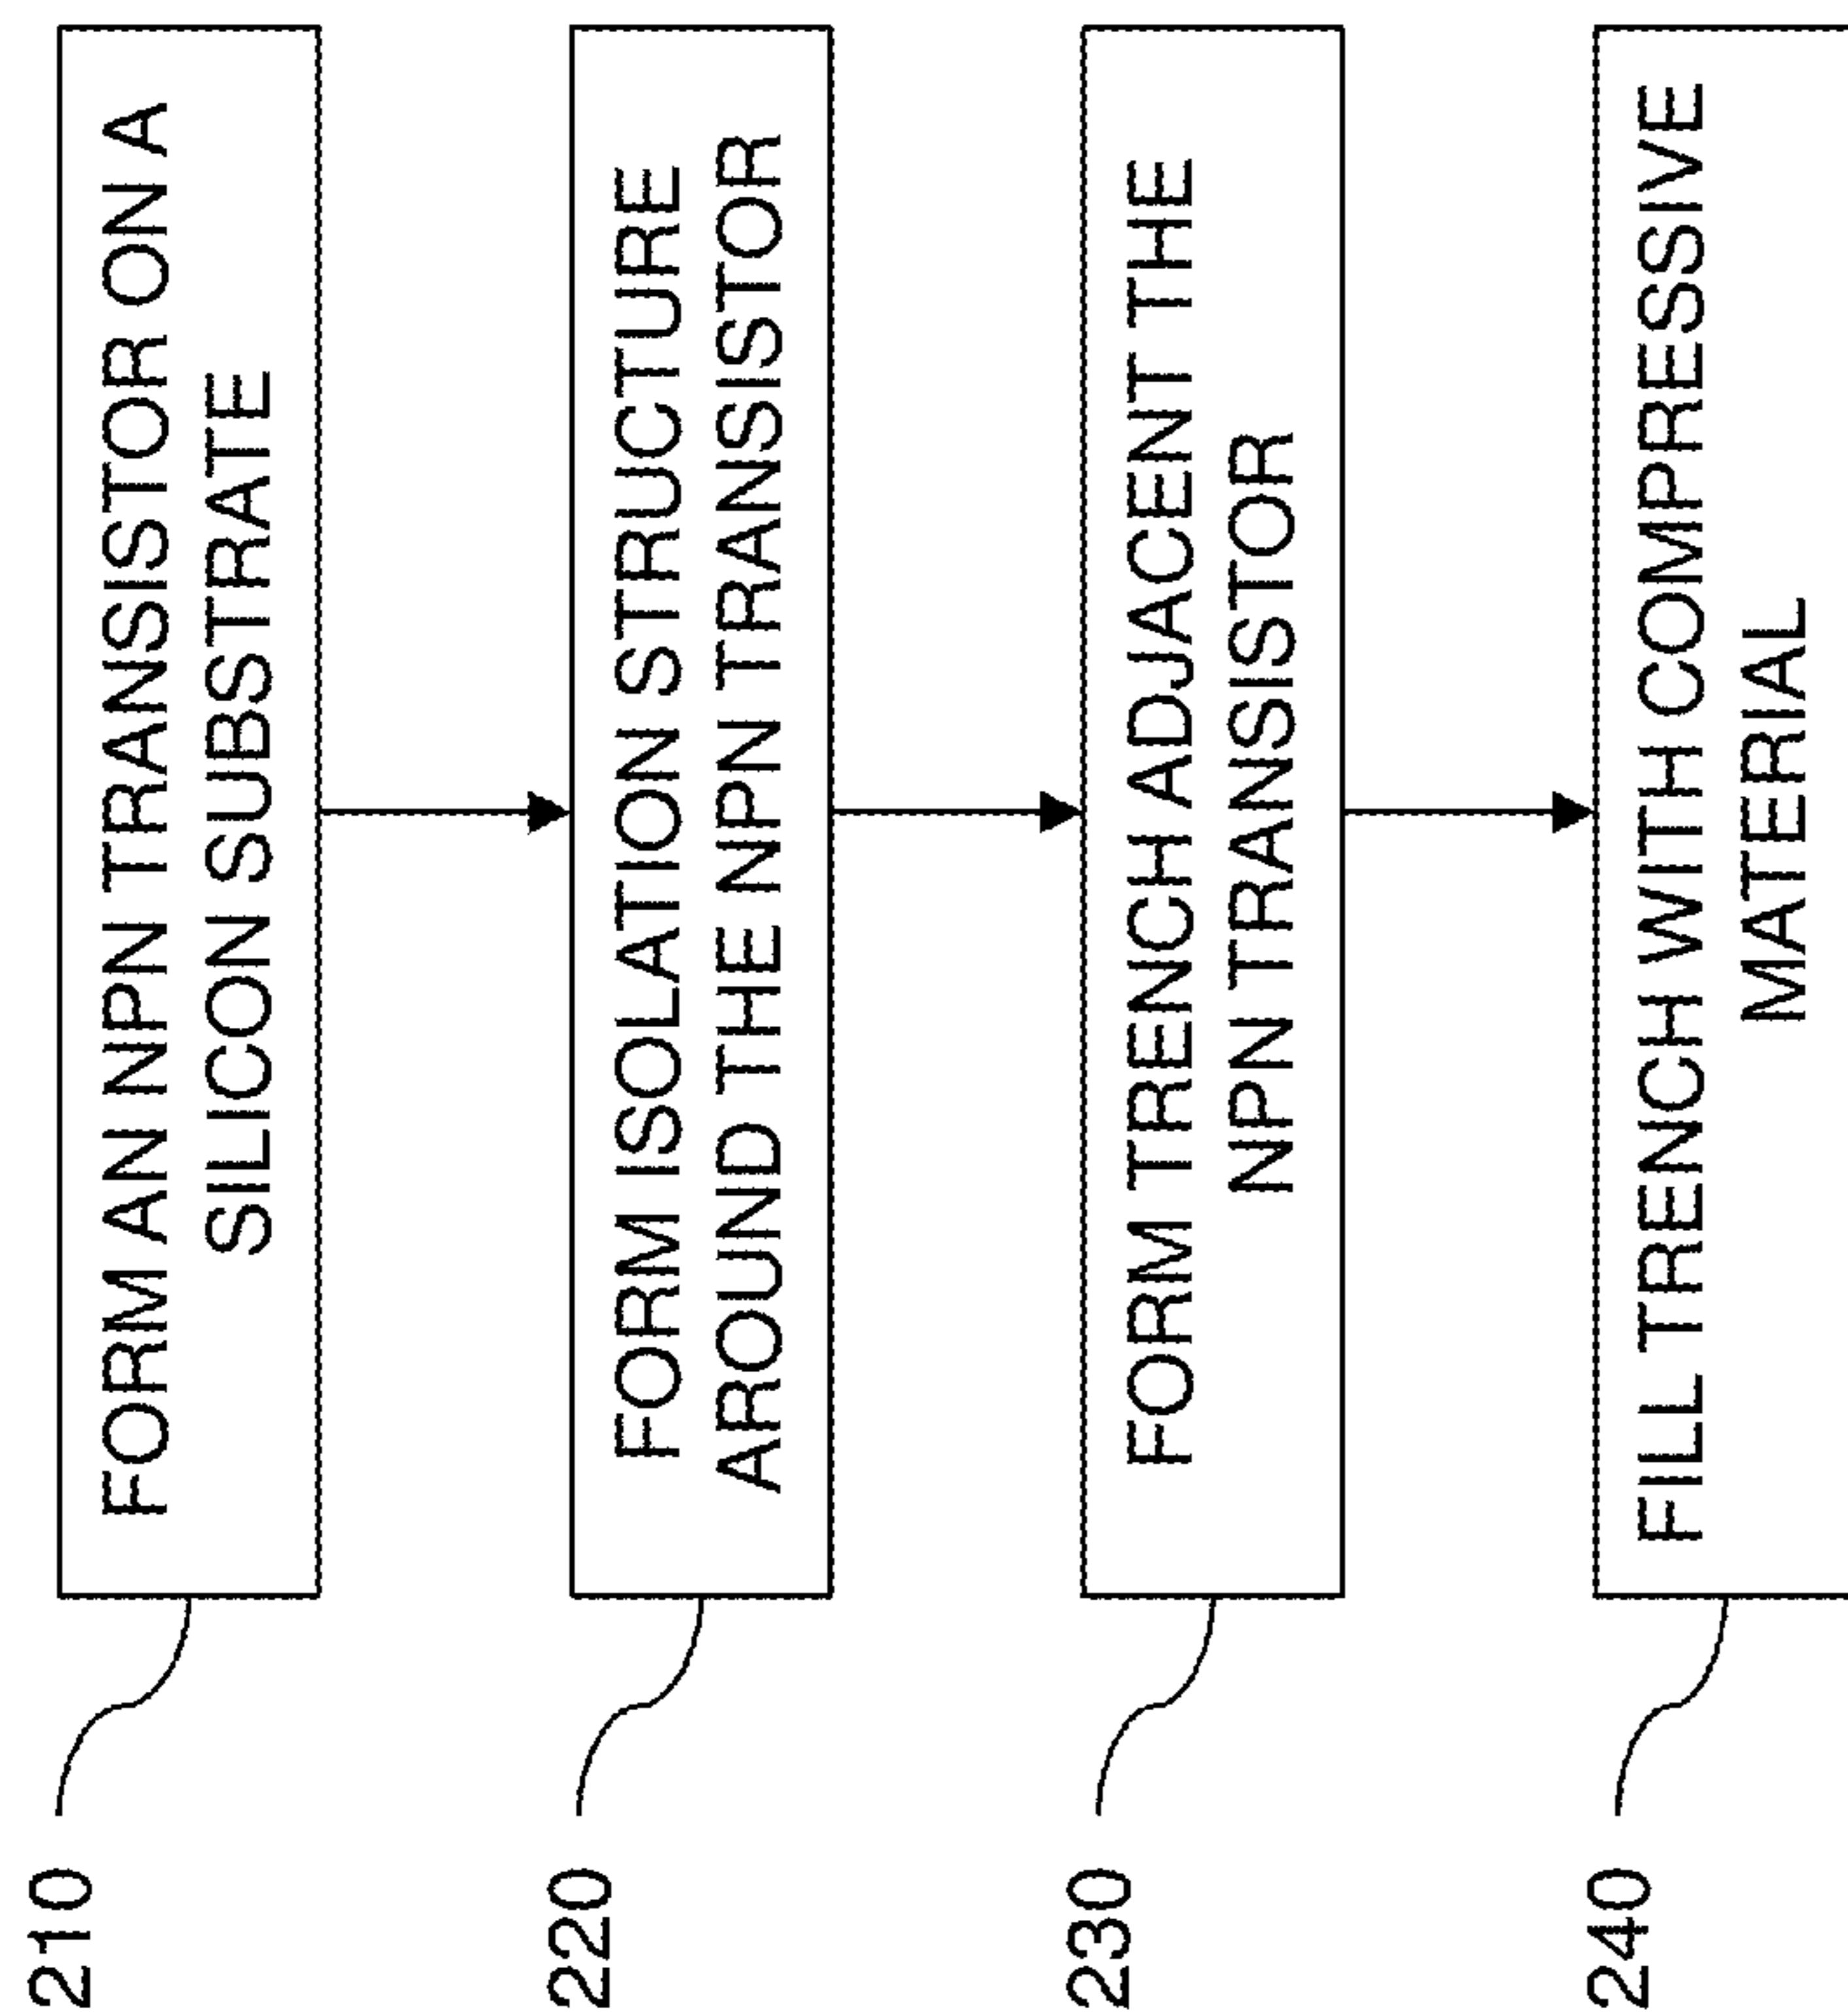 210
FORM AN NPN TRANSISTOR ON A
SILICON SUBSTRATE
220
FORM ISOLATION STRUCTURE
AROUND THE NPN TRANSISTOR
230
FORM TRENCH ADJACENT THE
NPN TRANSISTOR
240
FILL TRENCH WITH COMPRESSIVE
MATERIAL